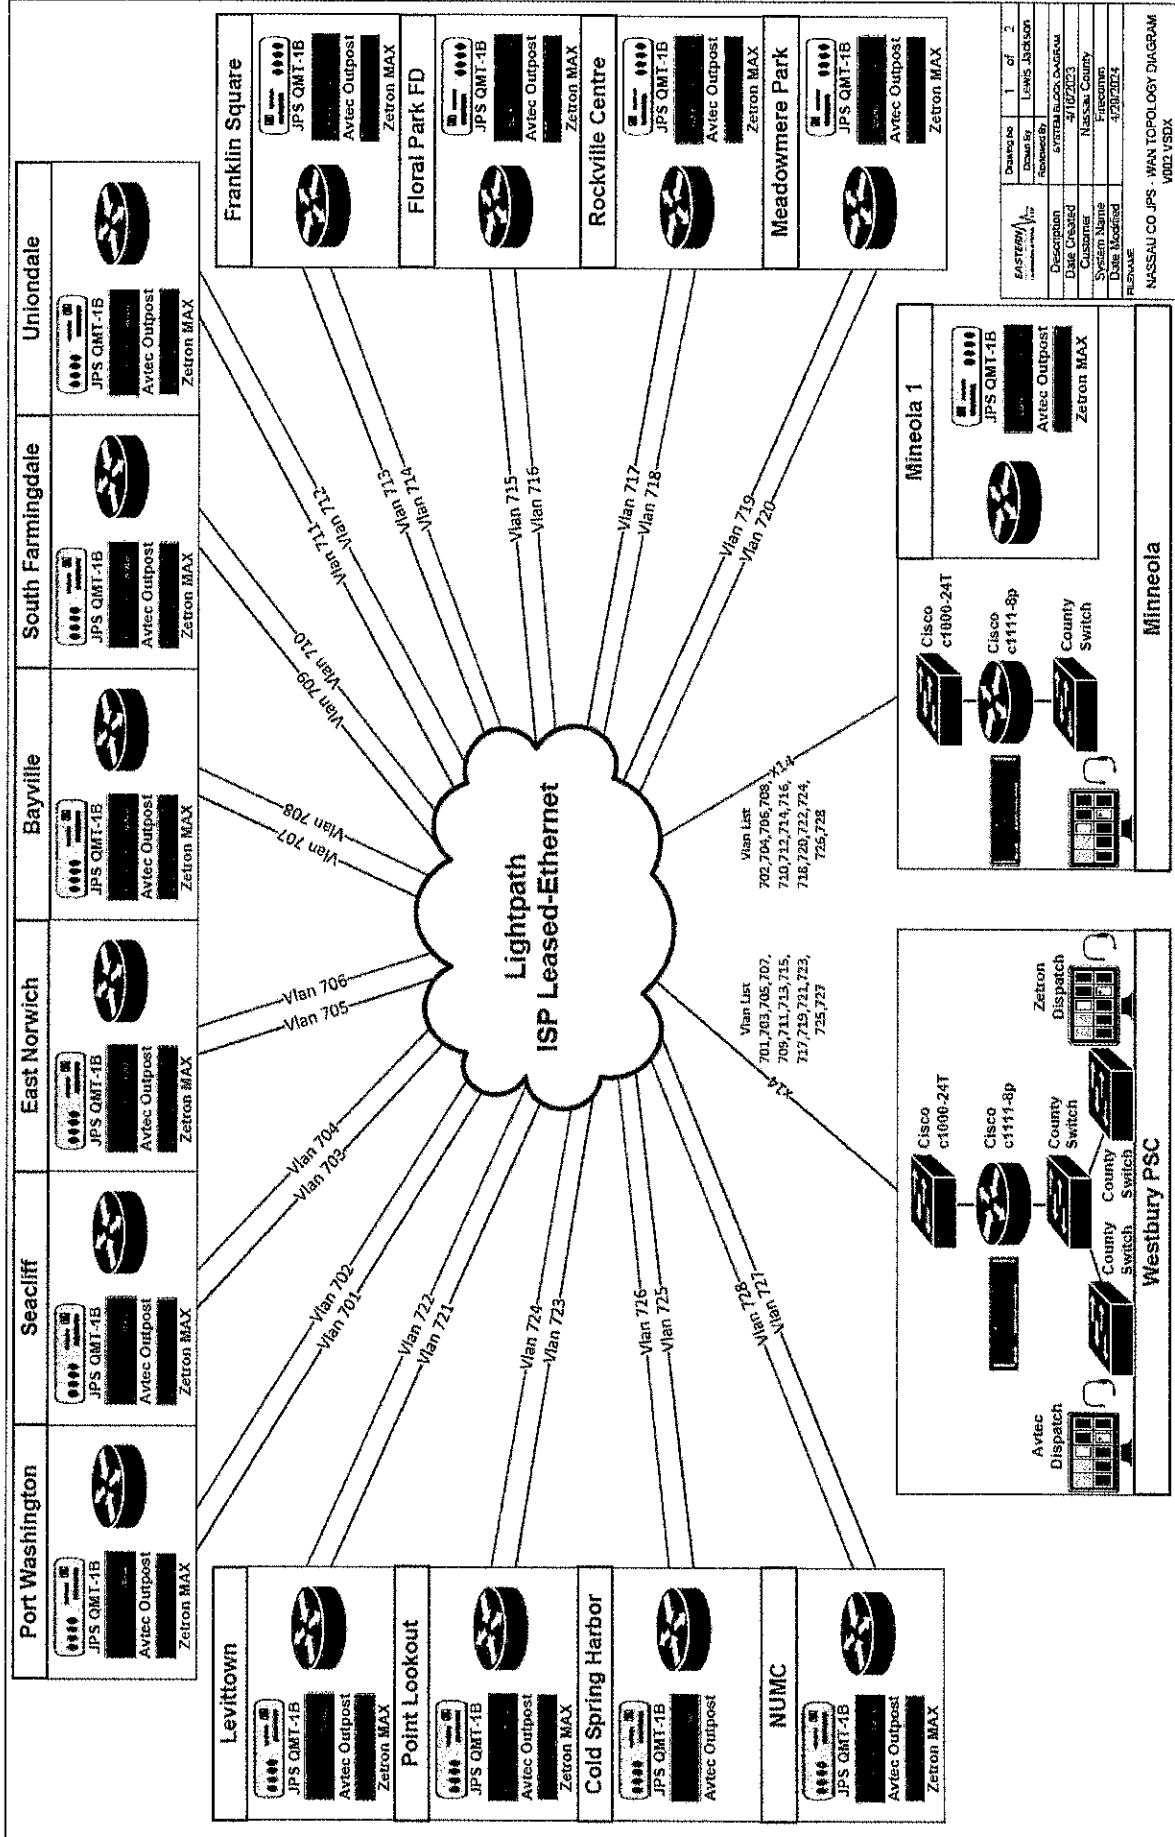 Port Washington
JPS QMT-1B
Avtec Outpost
Zetron MAX
Seacliff
JPS QMT-1B
Avtec Outpost
Zetron MAX
East Norwich
JPS QMT-1B
Avtec Outpost
Zetron MAX
Bayville
JPS QMT-1B
Avtec Outpost
Zetron MAX
South Farmingdale
JPS QMT-1B
Avtec Outpost
Zetron MAX
Uniondale
JPS QMT-1B
Avtec Outpost
Zetron MAX
Levittown
JPS QMT-1B
Avtec Outpost
Zetron MAX
Point Lookout
JPS QMT-1B
Avtec Outpost
Zetron MAX
Cold Spring Harbor
JPS QMT-1B
Avtec Outpost
NUMC
JPS QMT-1B
Avtec Outpost
Zetron MAX
Franklin Square
JPS QMT-1B
Avtec Outpost
Zetron MAX
Floral Park FD
JPS QMT-1B
Avtec Outpost
Zetron MAX
Rockville Centre
JPS QMT-1B
Avtec Outpost
Zetron MAX
Meadowmere Park
JPS QMT-1B
Avtec Outpost
Zetron MAX
Vlan 702
Vlan 701
Vlan 704
Vlan 703
Vlan 706
Vlan 705
Vlan 707
Vlan 708
Vlan 709
Vlan 710
Vlan 711
Vlan 712
Vlan 713
Vlan 714
Vlan 715
Vlan 716
Vlan 717
Vlan 718
Vlan 719
Vlan 720
Vlan 722
Vlan 721
Vlan 724
Vlan 723
Vlan 726
Vlan 725
Vlan 728
Vlan 727
Lightpath
ISP Leased-Ethernet
Vlan List
701,703,705,707,
709,711,713,715,
717,719,721,723,
725,727
x14
Vlan List
702,704,706,708,
710,712,714,716,
718,720,722,724,
726,728
x14
Cisco
c1000-24T
Cisco
c1111-8p
County
Switch
County
Switch
County
Switch
Avtec
Dispatch
Zetron
Dispatch
Westbury PSC
Cisco
c1000-24T
Cisco
c1111-8p
County
Switch
Mineola 1
JPS QMT-1B
Avtec Outpost
Zetron MAX
Minneola
EASTERN
Drawing No 1 of 2
Drawn By Lewis Jackson
Reviewed By
Description SYSTEM BLOCK DIAGRAM
Date Created 4/16/2023
Customer Nassau County
System Name Firecomm
Date Modified 4/29/2024
FILENAME
NASSAU CO JPS - WAN TOPOLOGY DIAGRAM
V002.VSDX